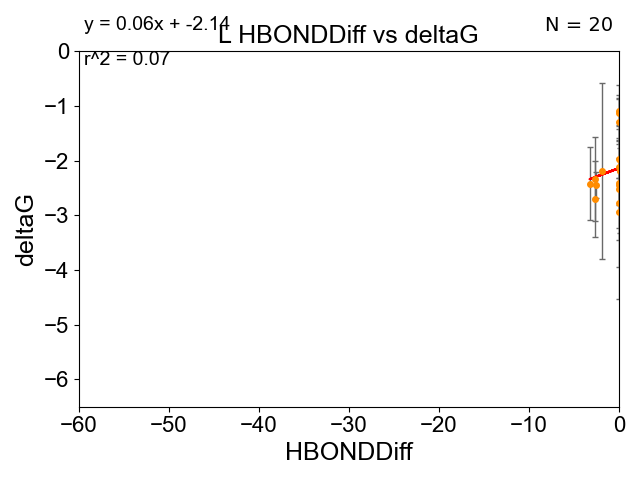 y = 0.06x + -2.14
N = 20
L HBONDDiff vs deltaG
r^2 = 0.07
0
−1
−2
−3
−4
−5
−6
deltaG
−60 −50 −40 −30 −20 −10 0
HBONDDiff